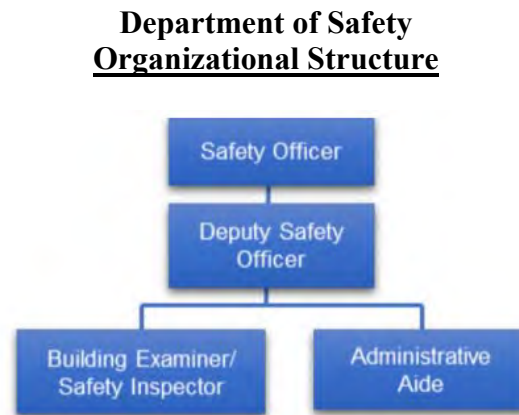 Department of Safety
Organizational Structure
Safety Officer
Deputy Safety
Officer
Building Examiner/
Safety Inspector
Administrative
Aide